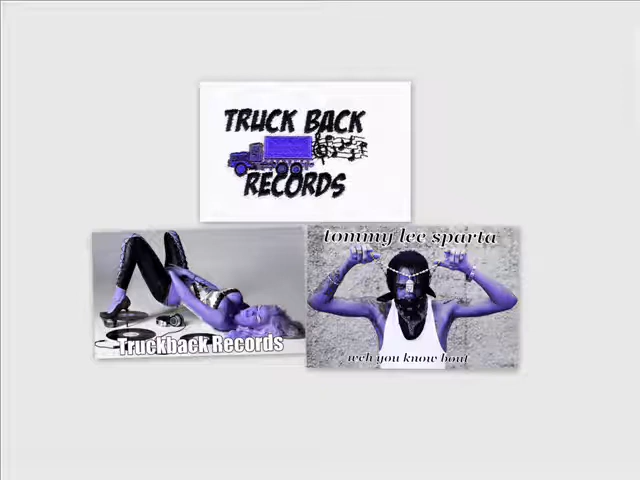 TRUCK BACK
RECORDS
Truckback Records
tommy lee sparta
weh you know bout